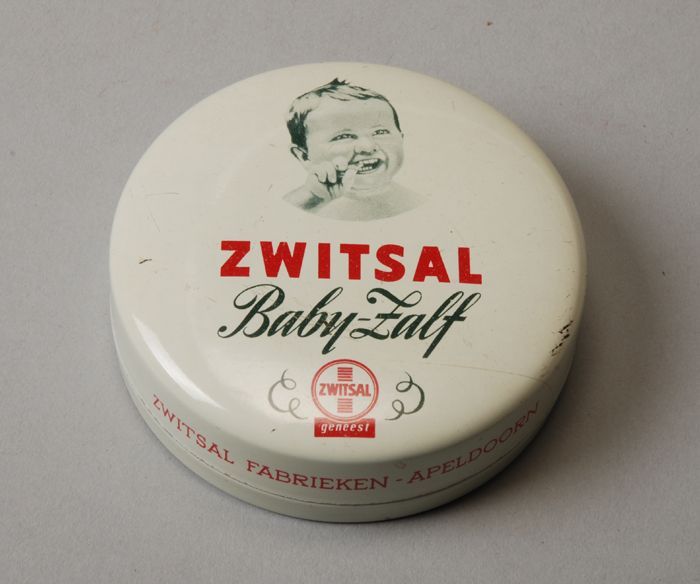 ZWITSAL
Baby-Zalf
ZWITSAL
geneest
ZWITSAL FABRIEKEN - APELDOORN